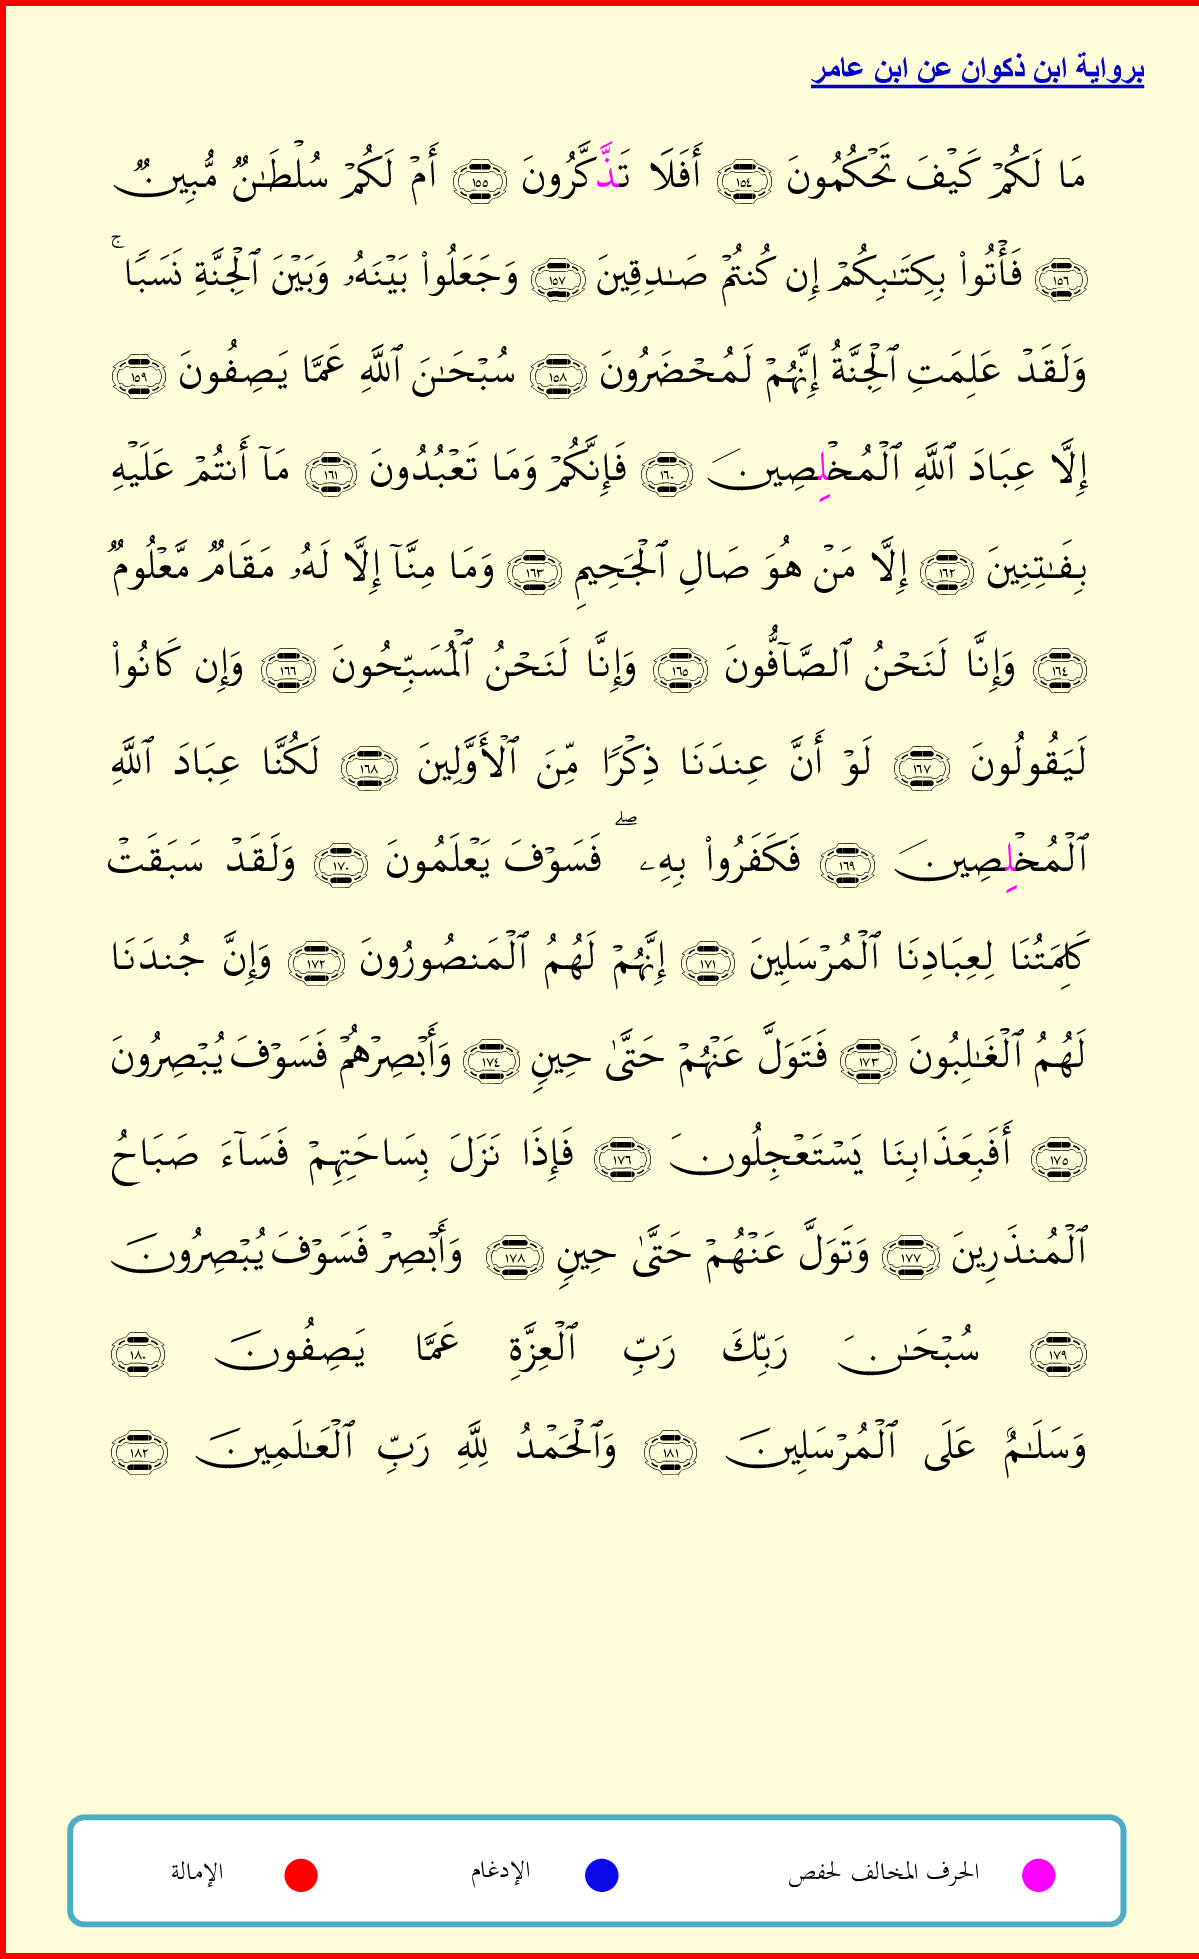 برواية ابن ذكوان عن ابن عامر
مَا لَكُمۡ كَيۡفَ تَحۡكُمُونَ ١٥٤ أَفَلَا تَذَّكَّرُونَ ١٥٥ أَمۡ لَكُمۡ سُلۡطَٰنٌ مُّبِينٌ
١٥٦ فَأۡتُواْ بِكِتَٰبِكُمۡ إِن كُنتُمۡ صَٰدِقِينَ ١٥٧ وَجَعَلُواْ بَيۡنَهُۥ وَبَيۡنَ ٱلۡجِنَّةِ نَسَبٗاۚ
وَلَقَدۡ عَلِمَتِ ٱلۡجِنَّةُ إِنَّهُمۡ لَمُحۡضَرُونَ ١٥٨ سُبۡحَٰنَ ٱللَّهِ عَمَّا يَصِفُونَ ١٥٩
إِلَّا عِبَادَ ٱللَّهِ ٱلۡمُخۡلِصِينَ ١٦٠ فَإِنَّكُمۡ وَمَا تَعۡبُدُونَ ١٦١ مَآ أَنتُمۡ عَلَيۡهِ
بِفَٰتِنِينَ ١٦٢ إِلَّا مَنۡ هُوَ صَالِ ٱلۡجَحِيمِ ١٦٣ وَمَا مِنَّآ إِلَّا لَهُۥ مَقَامٞ مَّعۡلُومٞ
١٦٤ وَإِنَّا لَنَحۡنُ ٱلصَّآفُّونَ ١٦٥ وَإِنَّا لَنَحۡنُ ٱلۡمُسَبِّحُونَ ١٦٦ وَإِن كَانُواْ
لَيَقُولُونَ ١٦٧ لَوۡ أَنَّ عِندَنَا ذِكۡرٗا مِّنَ ٱلۡأَوَّلِينَ ١٦٨ لَكُنَّا عِبَادَ ٱللَّهِ
ٱلۡمُخۡلِصِينَ ١٦٩ فَكَفَرُواْ بِهِۦۖ فَسَوۡفَ يَعۡلَمُونَ ١٧٠ وَلَقَدۡ سَبَقَتۡ
كَلِمَتُنَا لِعِبَادِنَا ٱلۡمُرۡسَلِينَ ١٧١ إِنَّهُمۡ لَهُمُ ٱلۡمَنصُورُونَ ١٧٢ وَإِنَّ جُندَنَا
لَهُمُ ٱلۡغَٰلِبُونَ ١٧٣ فَتَوَلَّ عَنۡهُمۡ حَتَّىٰ حِينٖ ١٧٤ وَأَبۡصِرۡهُمۡ فَسَوۡفَ يُبۡصِرُونَ
١٧٥ أَفَبِعَذَابِنَا يَسۡتَعۡجِلُونَ ١٧٦ فَإِذَا نَزَلَ بِسَاحَتِهِمۡ فَسَآءَ صَبَاحُ
ٱلۡمُنذَرِينَ ١٧٧ وَتَوَلَّ عَنۡهُمۡ حَتَّىٰ حِينٖ ١٧٨ وَأَبۡصِرۡ فَسَوۡفَ يُبۡصِرُونَ
١٧٩ سُبۡحَٰنَ رَبِّكَ رَبِّ ٱلۡعِزَّةِ عَمَّا يَصِفُونَ ١٨٠
وَسَلَٰمٌ عَلَى ٱلۡمُرۡسَلِينَ ١٨١ وَٱلۡحَمۡدُ لِلَّهِ رَبِّ ٱلۡعَٰلَمِينَ ١٨٢
الحرف المخالف لحفص الإدغام الإمالة